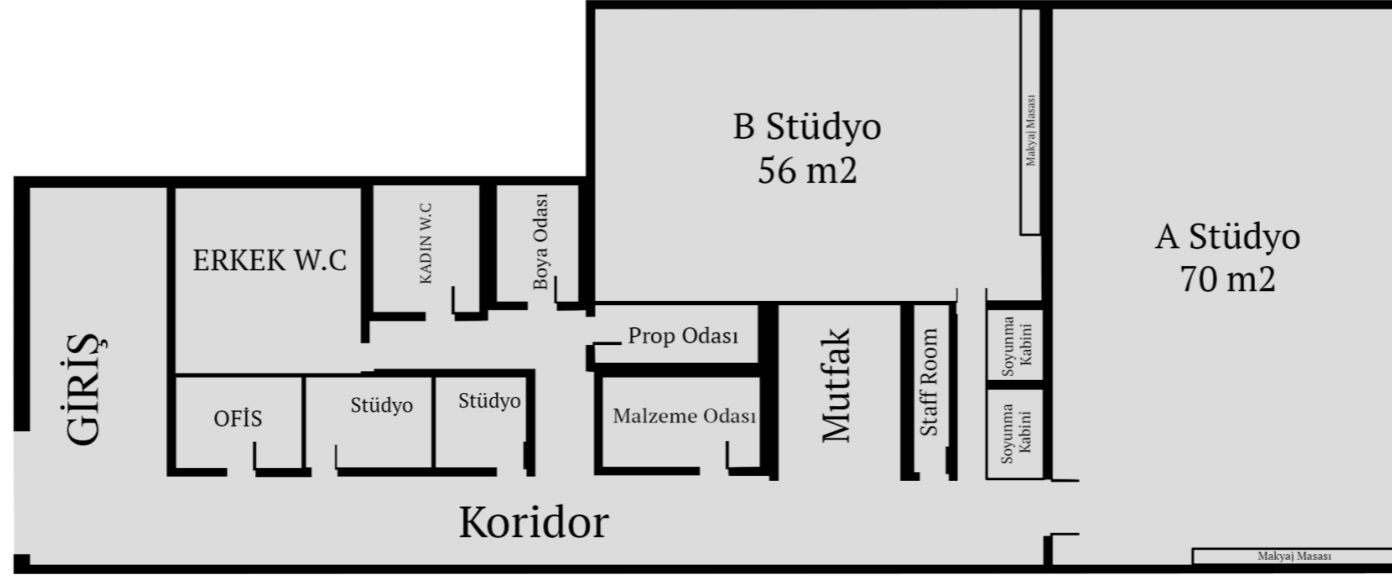 B Stüdyo
56 m2
Makyaj Masası
A Stüdyo
70 m2
GİRİŞ
ERKEK W.C
KADIN W.C
Boya Odası
Prop Odası
Mutfak
Staff Room
Soyunma
Kabini
Soyunma
Kabini
OFİS
Stüdyo
Stüdyo
Malzeme Odası
Koridor
Makyaj Masası